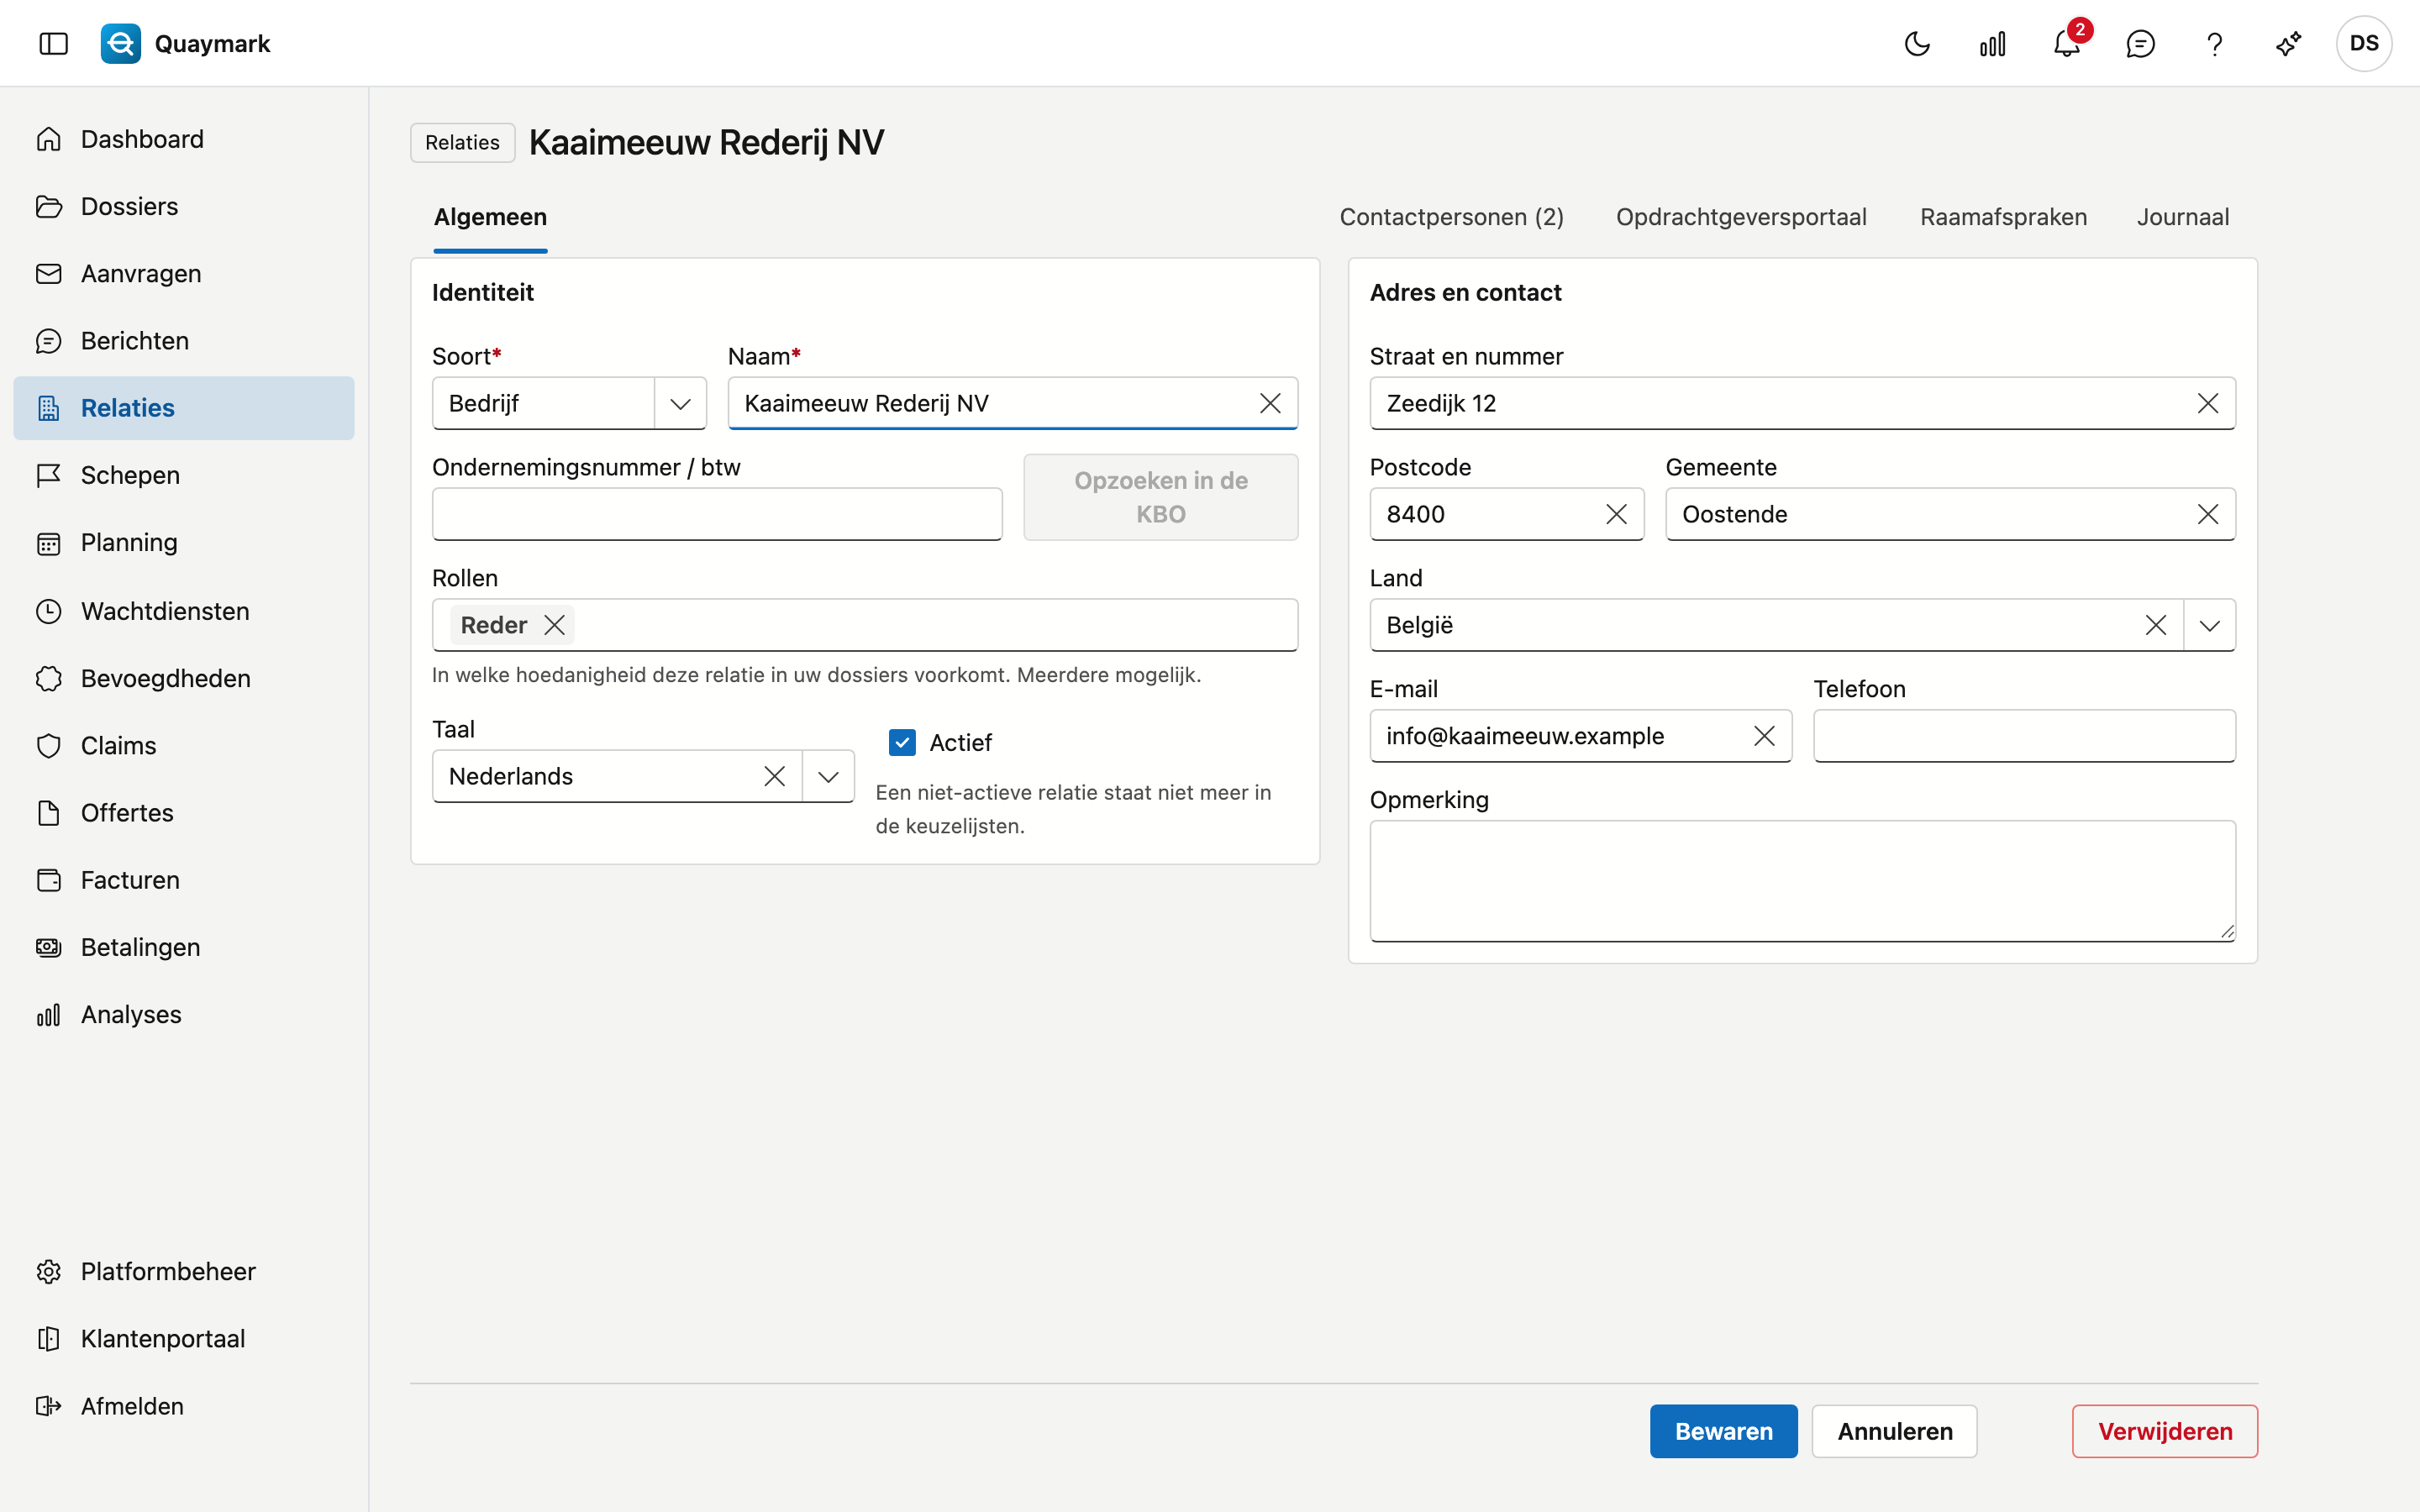 Quaymark
2
DS
Dashboard
Dossiers
Aanvragen
Berichten
Relaties
Schepen
Planning
Wachtdiensten
Bevoegdheden
Claims
Offertes
Facturen
Betalingen
Analyses
Platformbeheer
Klantenportaal
Afmelden
Relaties Kaaimeeuw Rederij NV
Algemeen Contactpersonen (2) Opdrachtgeversportaal Raamafspraken Journaal
Identiteit
Soort* Naam*
Bedrijf Kaaimeeuw Rederij NV
Ondernemingsnummer / btw
Opzoeken in de
KBO
Rollen
Reder
In welke hoedanigheid deze relatie in uw dossiers voorkomt. Meerdere mogelijk.
Taal
Nederlands
Actief
Een niet-actieve relatie staat niet meer in
de keuzelijsten.
Adres en contact
Straat en nummer
Zeedijk 12
Postcode Gemeente
8400 Oostende
Land
België
E-mail Telefoon
info@kaaimeeuw.example
Opmerking
Bewaren Annuleren Verwijderen